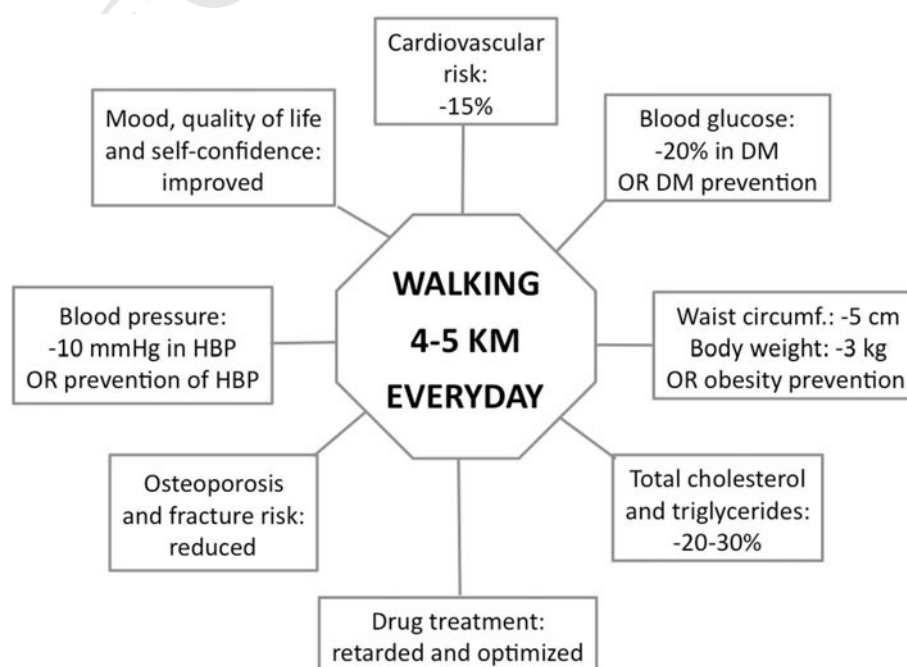 Cardiovascular
risk:
-15%
Mood, quality of life
and self-confidence:
improved
Blood glucose:
-20% in DM
OR DM prevention
WALKING
4-5 KM
EVERYDAY
Blood pressure:
-10 mmHg in HBP
OR prevention of HBP
Waist circumf.: -5 cm
Body weight: -3 kg
OR obesity prevention
Osteoporosis
and fracture risk:
reduced
Total cholesterol
and triglycerides:
-20-30%
Drug treatment:
retarded and optimized